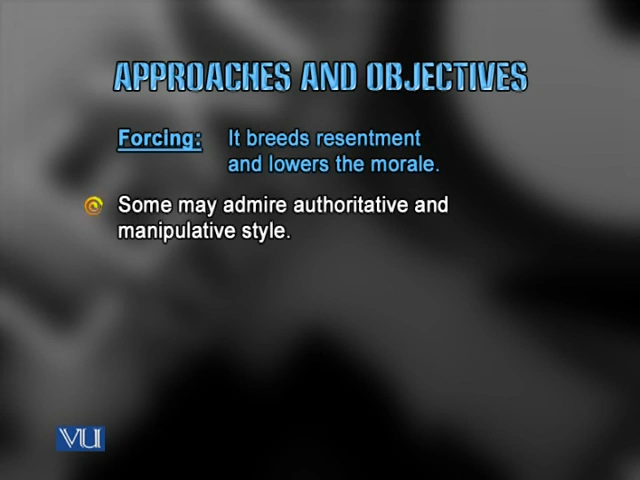 APPROACHES AND OBJECTIVES
Forcing: It breeds resentment
and lowers the morale.
Some may admire authoritative and
manipulative style.
VU